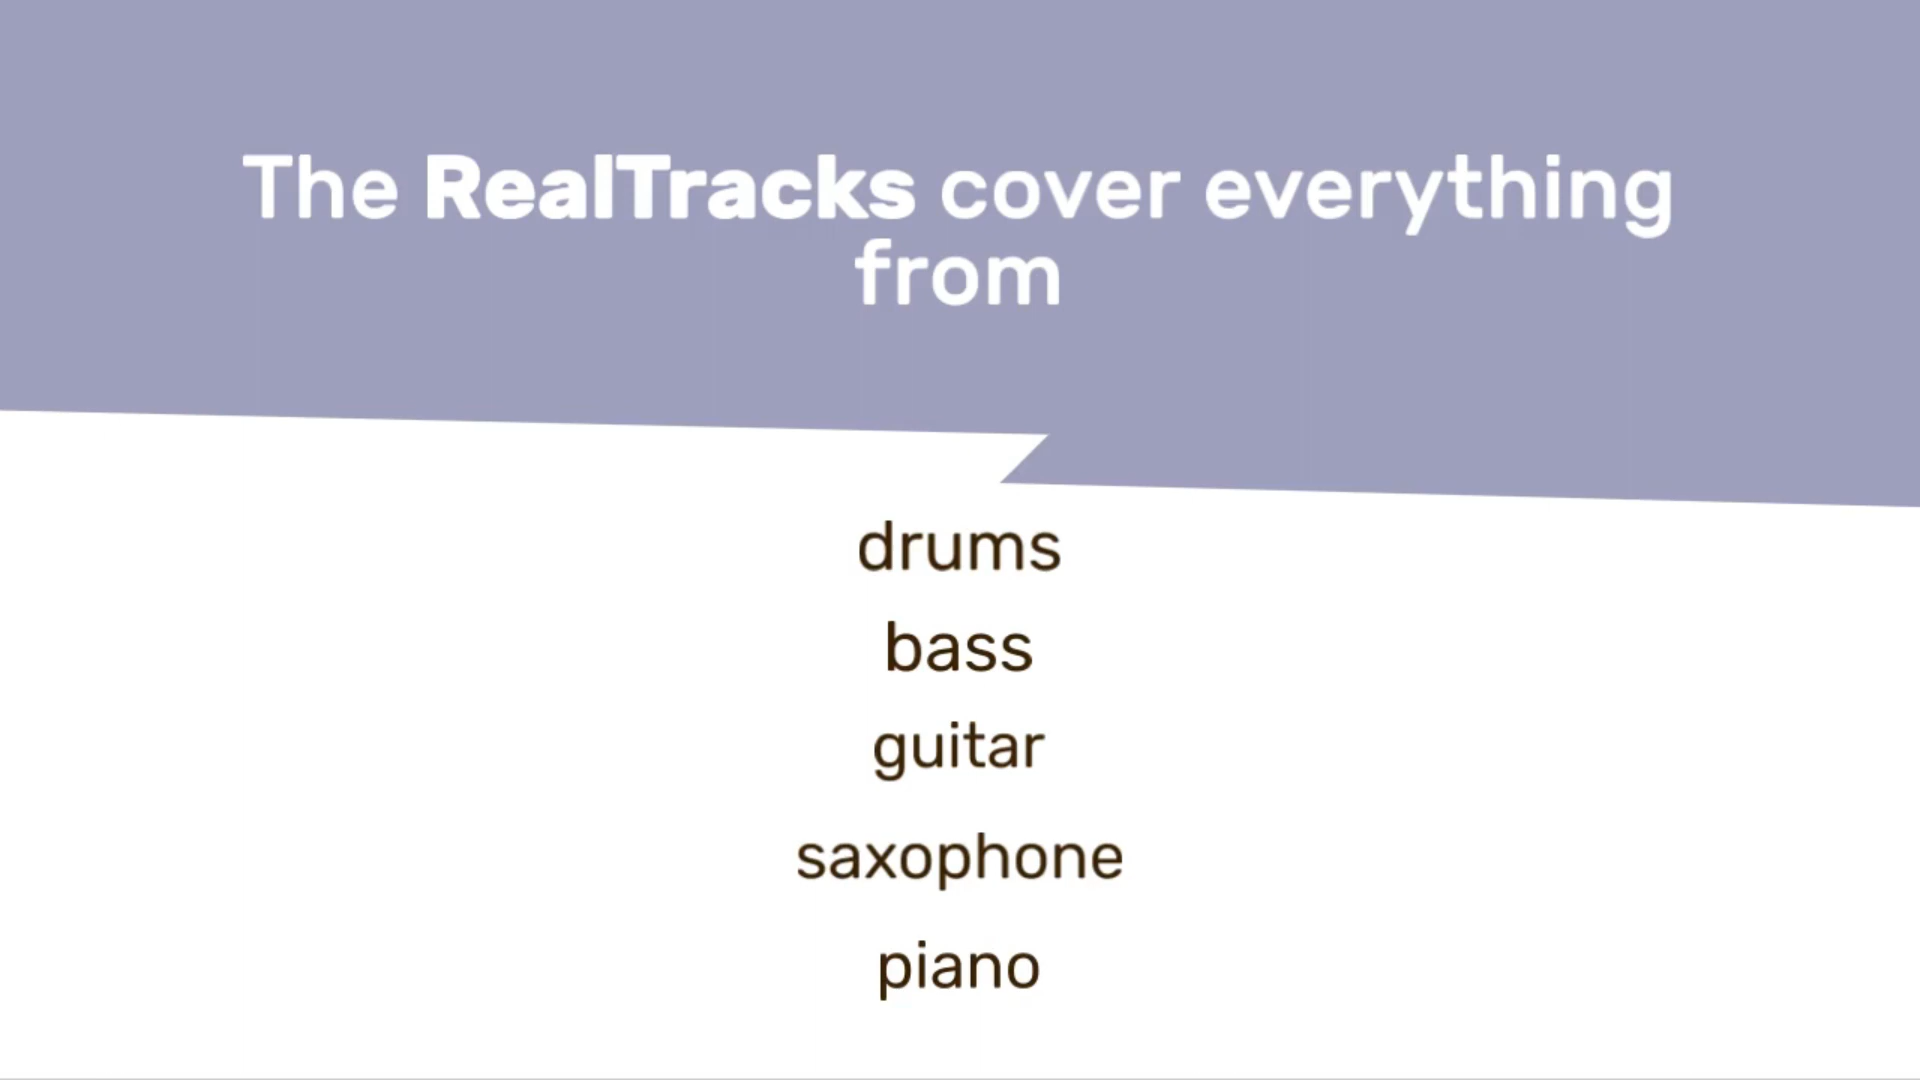 The RealTracks cover everything
from
drums
bass
guitar
saxophone
piano